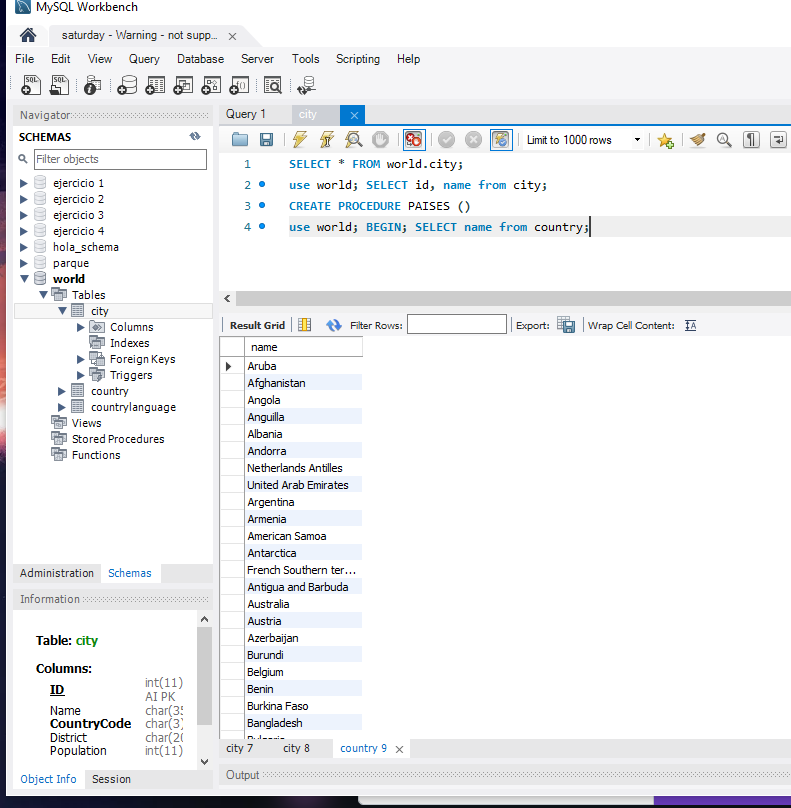 MySQL Workbench
saturday - Warning - not supp...
File Edit View Query Database Server Tools Scripting Help
Navigator
SCHEMAS
Filter objects
ejercicio 1
ejercicio 2
ejercicio 3
ejercicio 4
hola_schema
parque
world
Tables
city
Columns
Indexes
Foreign Keys
Triggers
country
countrylanguage
Views
Stored Procedures
Functions
Administration Schemas
Information
Table: city
Columns:
ID int(11) AI PK
Name char(35
CountryCode char(3)
District char(20
Population int(11)
Object Info Session
Query 1 city
Limit to 1000 rows
1 SELECT * FROM world.city;
2 use world; SELECT id, name from city;
3 CREATE PROCEDURE PAISES ()
4 use world; BEGIN; SELECT name from country;
Result Grid Filter Rows: Export: Wrap Cell Content:
name
Aruba
Afghanistan
Angola
Anguilla
Albania
Andorra
Netherlands Antilles
United Arab Emirates
Argentina
Armenia
American Samoa
Antarctica
French Southern ter...
Antigua and Barbuda
Australia
Austria
Azerbaijan
Burundi
Belgium
Benin
Burkina Faso
Bangladesh
Bulgaria
city 7 city 8 country 9
Output